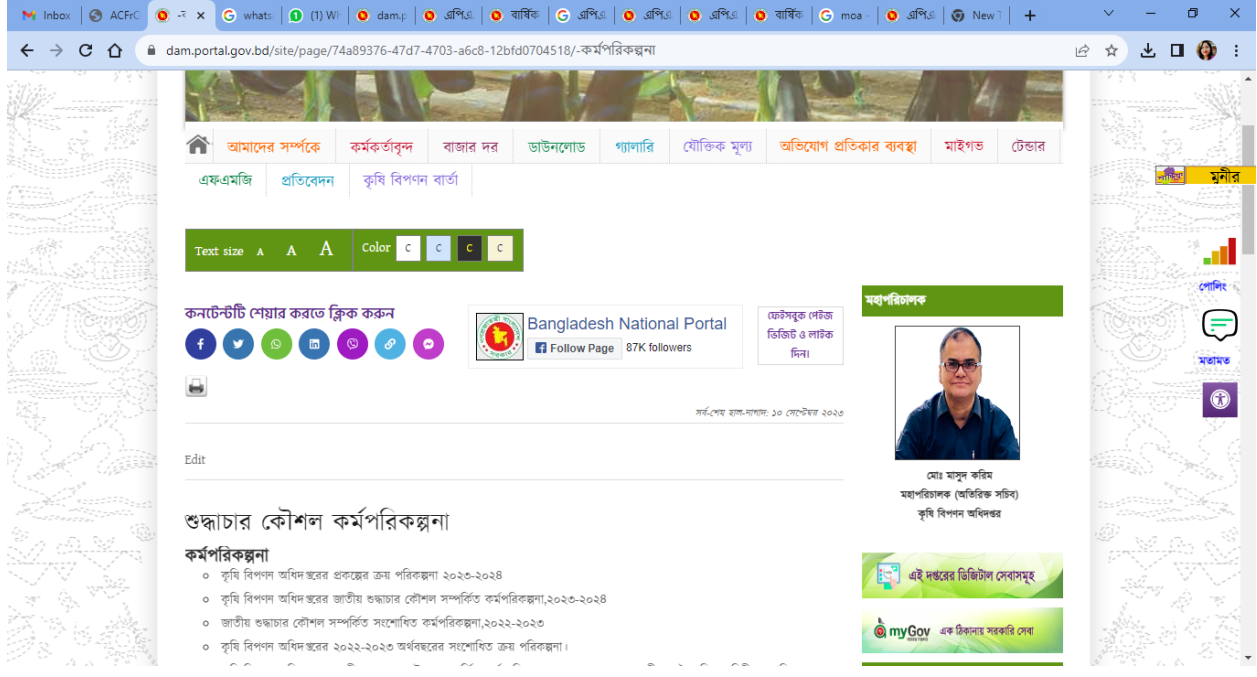 Inbox
ACFrC
-ক
G whats
(1) Wh
dam.p
এপিএ
বার্ষিক
G এপিএ
এপিএ
এপিএ
বার্ষিক
G moa -
এপিএ
New T
dam.portal.gov.bd/site/page/74a89376-47d7-4703-a6c8-12bfd0704518/-কর্মপরিকল্পনা
আমাদের সর্ম্পকে
কর্মকর্তাবৃন্দ
বাজার দর
ডাউনলোড
গ্যালারি
যৌক্তিক মূল্য
অভিযোগ প্রতিকার ব্যবস্থা
মাইগভ
টেন্ডার
এফএমজি
প্রতিবেদন
কৃষি বিপণন বার্তা
মুনীর
Text size A A A Color C C C C
কনটেন্টটি শেয়ার করতে ক্লিক করুন
Bangladesh National Portal
Follow Page 87K followers
ফেইসবুক পেইজ
ভিজিট ও লাইক
দিন।
সর্ব-শেষ হাল-নাগাদ: ১০ সেপ্টেম্বর ২০২৩
Edit
শুদ্ধাচার কৌশল কর্মপরিকল্পনা
কর্মপরিকল্পনা
কৃষি বিপণন অধিদপ্তরের প্রকল্পের ক্রয় পরিকল্পনা ২০২৩-২০২৪
কৃষি বিপণন অধিদপ্তরের জাতীয় শুদ্ধাচার কৌশল সম্পর্কিত কর্মপরিকল্পনা,২০২৩-২০২৪
জাতীয় শুদ্ধাচার কৌশল সম্পর্কিত সংশোধিত কর্মপরিকল্পনা,২০২২-২০২৩
কৃষি বিপণন অধিদপ্তরের ২০২২-২০২৩ অর্থবছরের সংশোধিত ক্রয় পরিকল্পনা।
মহাপরিচালক
মোঃ মাসুদ করিম
মহাপরিচালক (অতিরিক্ত সচিব)
কৃষি বিপণন অধিদপ্তর
এই দপ্তরের ডিজিটাল সেবাসমূহ
myGov এক ঠিকানায় সরকারি সেবা
পোলিং
মতামত